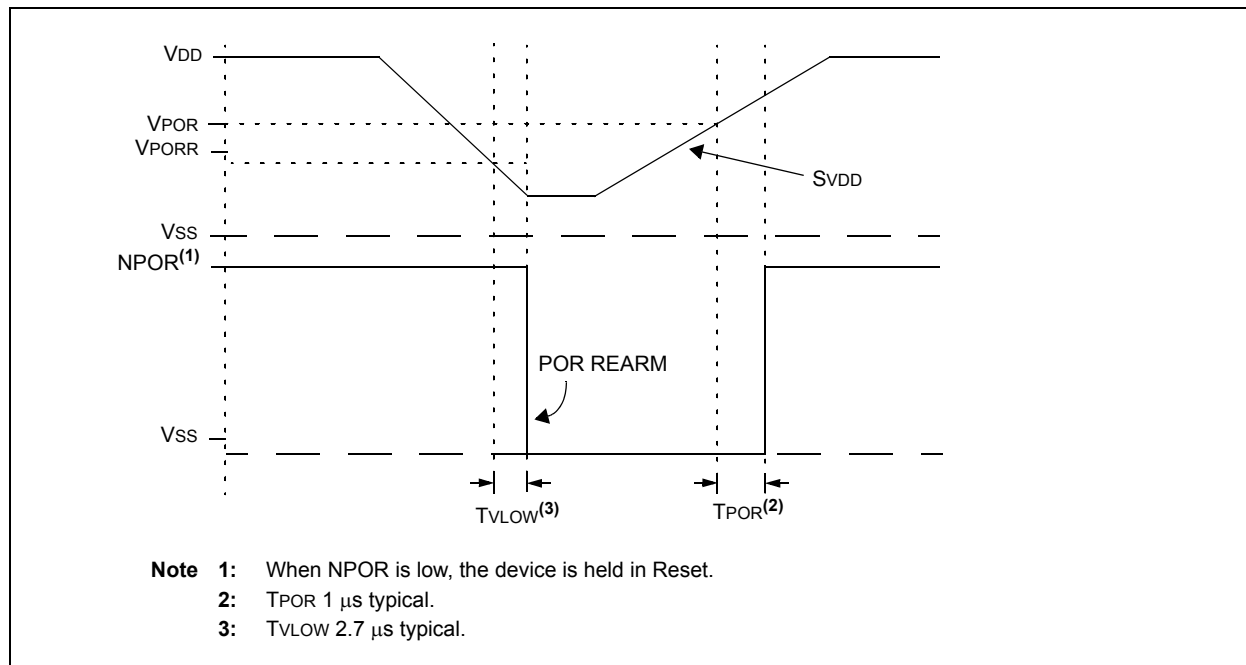 VDD
VPOR
VPORR
SVDD
VSS
NPOR(1)
POR REARM
VSS
TVLOW(3)
TPOR(2)
Note 1: When NPOR is low, the device is held in Reset.
2: TPOR 1 μs typical.
3: TVLOW 2.7 μs typical.